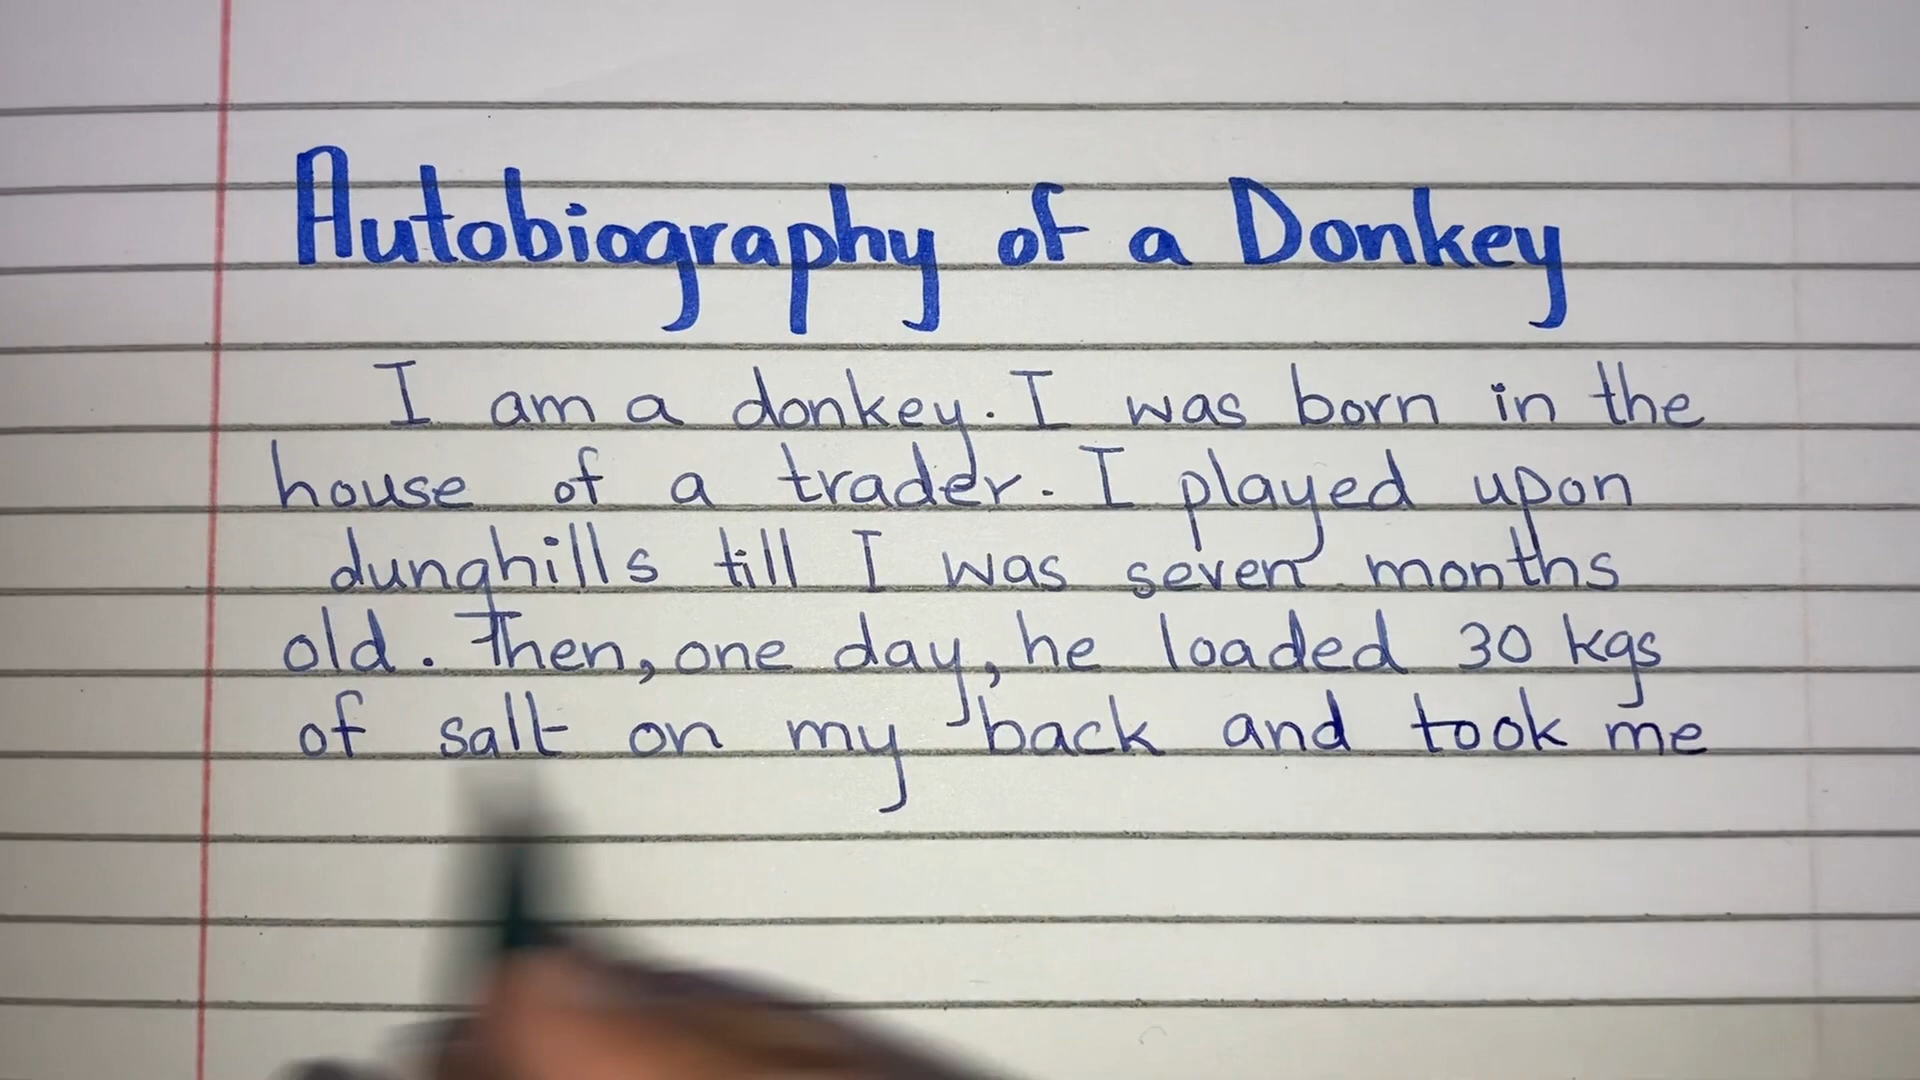 Autobiography of a Donkey
I am a donkey. I was born in the
house of a trader. I played upon
dunghills till I was seven months
old. Then, one day, he loaded 30 kgs
of salt on my back and took me